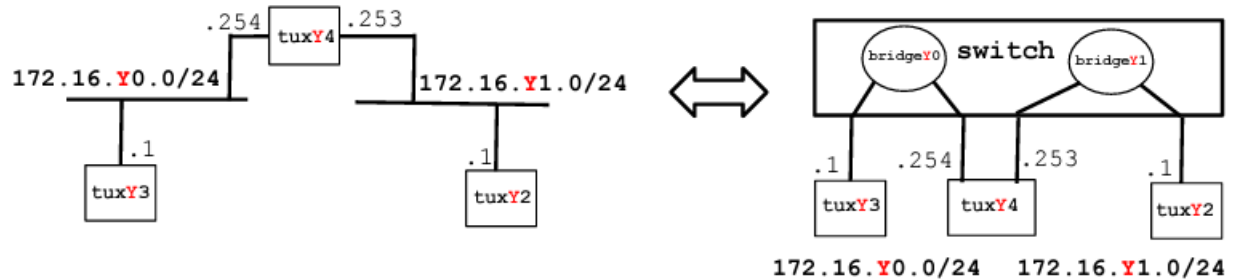 .254
tuxY4
.253
172.16.Y0.0/24
172.16.Y1.0/24
.1
tuxY3
.1
tuxY2
bridgeY0
switch
bridgeY1
.1
.254
.253
.1
tuxY3
tuxY4
tuxY2
172.16.Y0.0/24
172.16.Y1.0/24